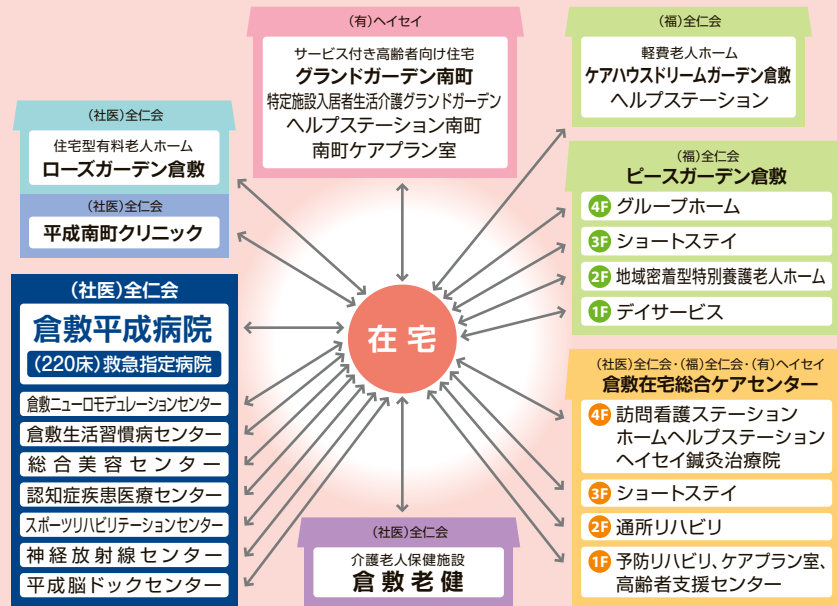 (有)ヘイセイ
サービス付き高齢者向け住宅
グランドガーデン南町
特定施設入居者生活介護グランドガーデン
ヘルプステーション南町
南町ケアプラン室
(福)全仁会
軽費老人ホーム
ケアハウスドリームガーデン倉敷
ヘルプステーション
(社医)全仁会
住宅型有料老人ホーム
ローズガーデン倉敷
(社医)全仁会
平成南町クリニック
(福)全仁会
ピースガーデン倉敷
4F グループホーム
3F ショートステイ
2F 地域密着型特別養護老人ホーム
1F デイサービス
在宅
(社医)全仁会
倉敷平成病院
(220床)救急指定病院
倉敷ニューロモデュレーションセンター
倉敷生活習慣病センター
総合美容センター
認知症疾患医療センター
スポーツリハビリテーションセンター
神経放射線センター
平成脳ドックセンター
(社医)全仁会・(福)全仁会・(有)ヘイセイ
倉敷在宅総合ケアセンター
4F 訪問看護ステーション
ホームヘルプステーション
ヘイセイ鍼灸治療院
3F ショートステイ
2F 通所リハビリ
1F 予防リハビリ、ケアプラン室、
高齢者支援センター
(社医)全仁会
介護老人保健施設
倉敷老健